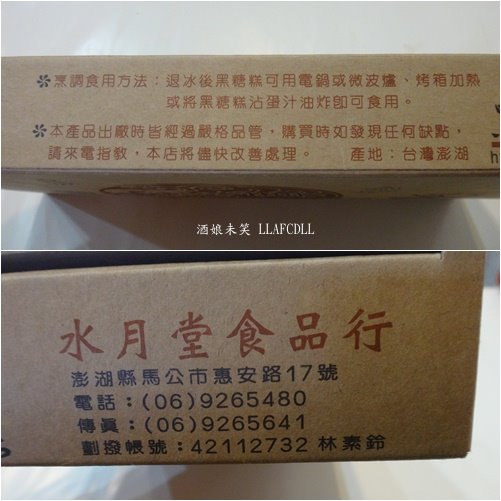 ✽烹調食用方法：退冰後黑糖糕可用電鍋或微波爐、烤箱加熱
或將黑糖糕沾蛋汁油炸即可食用。
✽本產品出廠時皆經過嚴格品管，購買時如發現任何缺點，
請來電指教，本店將儘快改善處理。 產地：台灣澎湖
酒娘未笑 LLAFCDLL
水月堂食品行
澎湖縣馬公市惠安路17號
電話：(06)9265480
傳真：(06)9265641
劃撥帳號：42112732 林素鈴